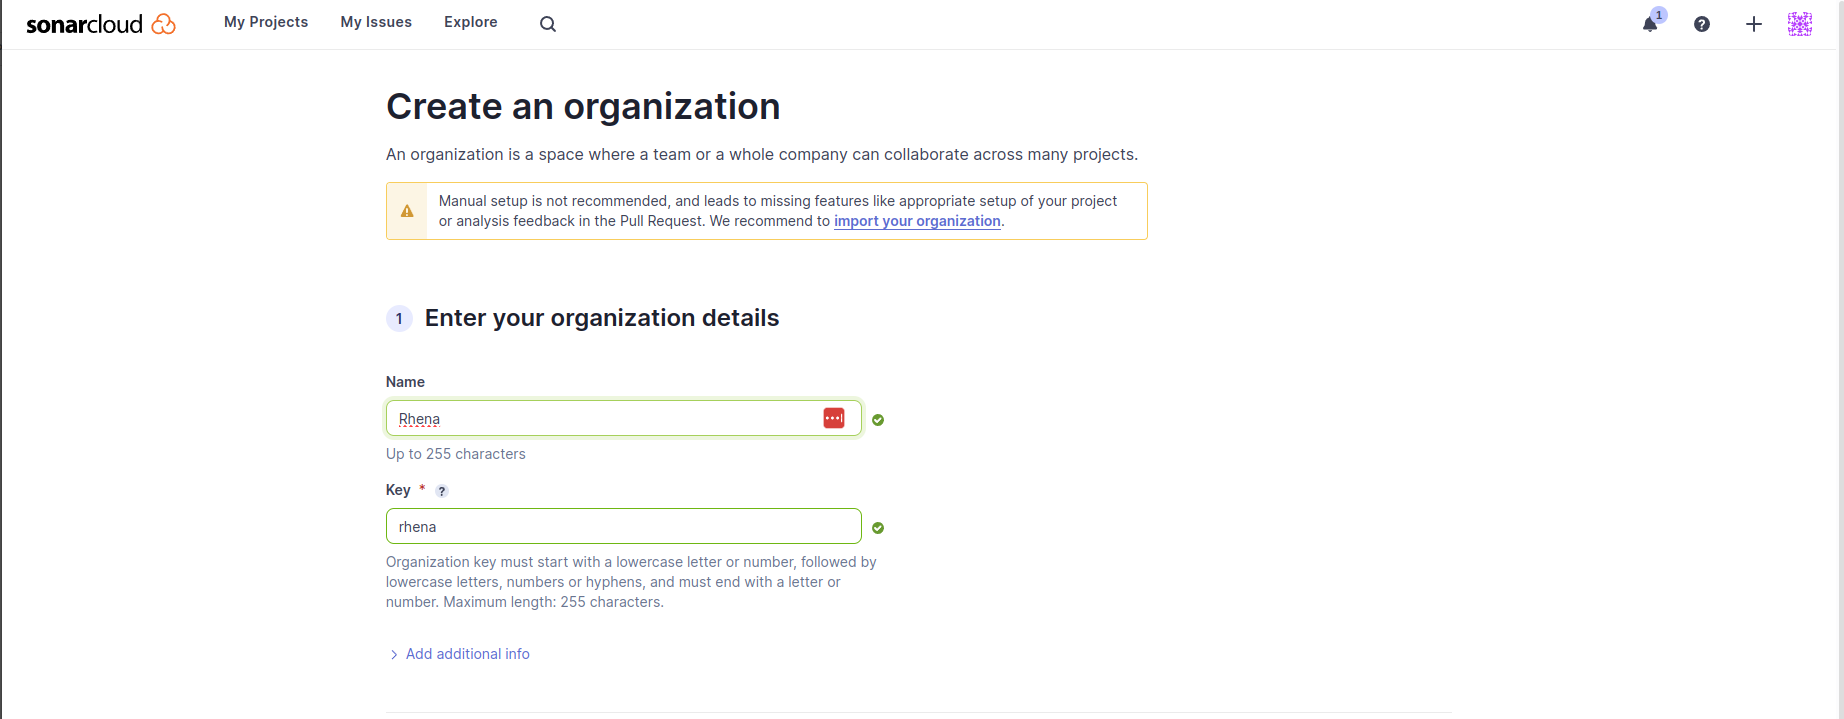 sonarcloud My Projects My Issues Explore 1 ?
Create an organization
An organization is a space where a team or a whole company can collaborate across many projects.
Manual setup is not recommended, and leads to missing features like appropriate setup of your project
or analysis feedback in the Pull Request. We recommend to import your organization.
1 Enter your organization details
Name
Rhena
Up to 255 characters
Key * ?
rhena
Organization key must start with a lowercase letter or number, followed by
lowercase letters, numbers or hyphens, and must end with a letter or
number. Maximum length: 255 characters.
Add additional info